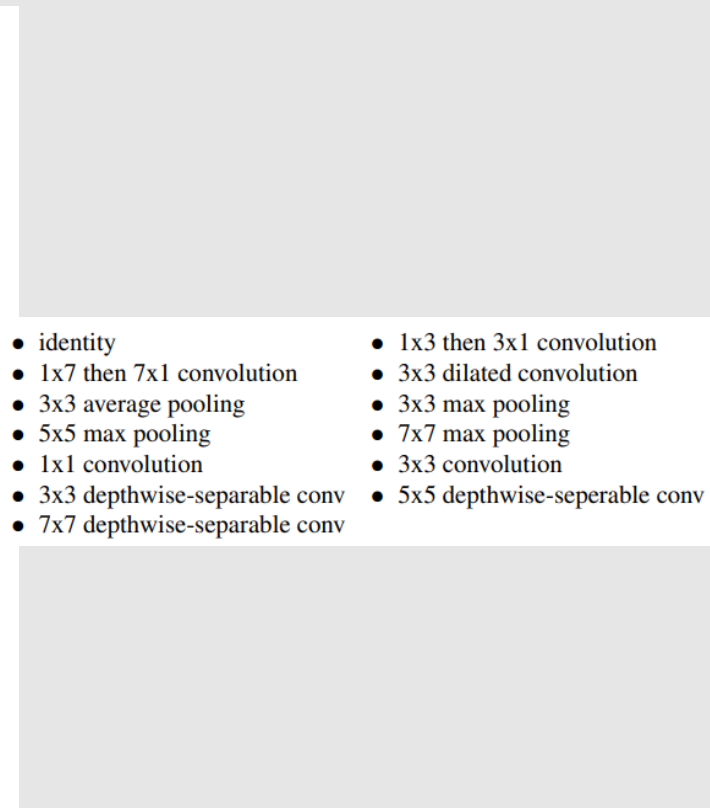 • identity
• 1x7 then 7x1 convolution
• 3x3 average pooling
• 5x5 max pooling
• 1x1 convolution
• 3x3 depthwise-separable conv
• 7x7 depthwise-separable conv
• 1x3 then 3x1 convolution
• 3x3 dilated convolution
• 3x3 max pooling
• 7x7 max pooling
• 3x3 convolution
• 5x5 depthwise-seperable conv